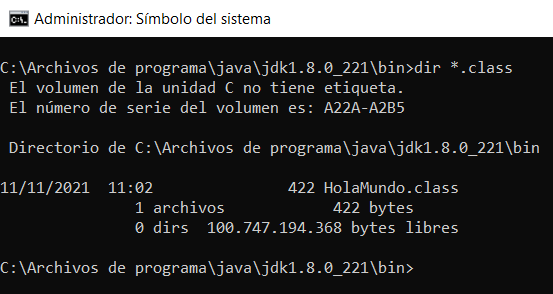 Administrador: Símbolo del sistema
C:\Archivos de programa\java\jdk1.8.0_221\bin>dir *.class
El volumen de la unidad C no tiene etiqueta.
El número de serie del volumen es: A22A-A2B5
Directorio de C:\Archivos de programa\java\jdk1.8.0_221\bin
11/11/2021  11:02               422 HolaMundo.class
1 archivos            422 bytes
0 dirs  100.747.194.368 bytes libres
C:\Archivos de programa\java\jdk1.8.0_221\bin>